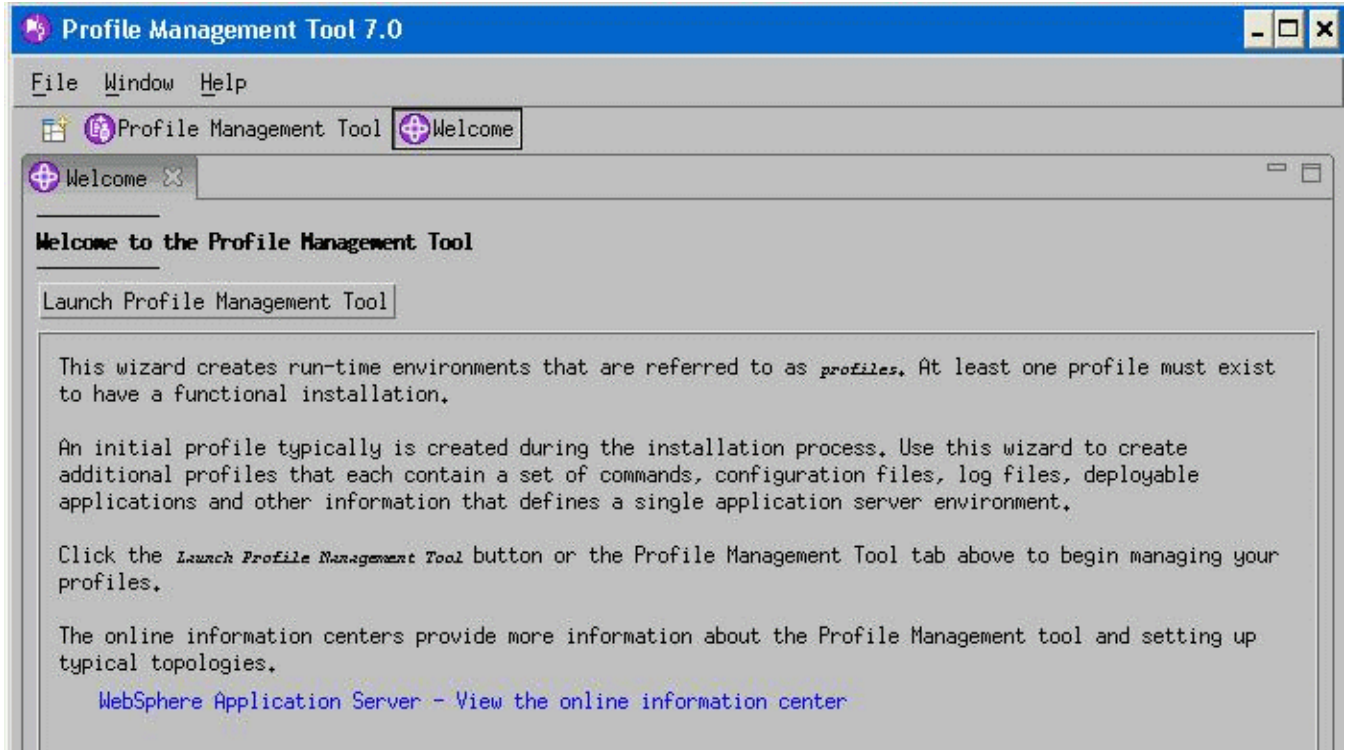 Profile Management Tool 7.0
File Window Help
Profile Management Tool Welcome
Welcome
Welcome to the Profile Management Tool
Launch Profile Management Tool
This wizard creates run-time environments that are referred to as profiles. At least one profile must exist
to have a functional installation.
An initial profile typically is created during the installation process. Use this wizard to create
additional profiles that each contain a set of commands, configuration files, log files, deployable
applications and other information that defines a single application server environment.
Click the Launch Profile Management Tool button or the Profile Management Tool tab above to begin managing your
profiles.
The online information centers provide more information about the Profile Management tool and setting up
typical topologies.
WebSphere Application Server - View the online information center